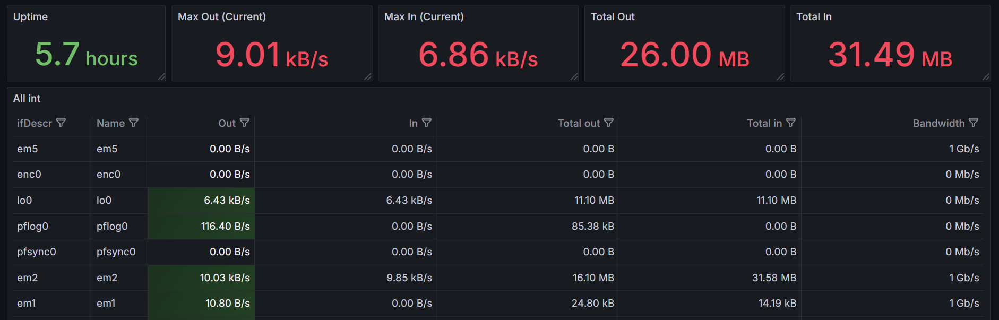 Uptime Max Out (Current) Max In (Current) Total Out Total In
5.7 hours 9.01 kB/s 6.86 kB/s 26.00 MB 31.49 MB
All int
ifDescr Name Out In Total out Total in Bandwidth
em5 em5 0.00 B/s 0.00 B/s 0.00 B 0.00 B 1 Gb/s
enc0 enc0 0.00 B/s 0.00 B/s 0.00 B 0.00 B 0 Mb/s
lo0 lo0 6.43 kB/s 6.43 kB/s 11.10 MB 11.10 MB 0 Mb/s
pflog0 pflog0 116.40 B/s 0.00 B/s 85.38 kB 0.00 B 0 Mb/s
pfsync0 pfsync0 0.00 B/s 0.00 B/s 0.00 B 0.00 B 0 Mb/s
em2 em2 10.03 kB/s 9.85 kB/s 16.10 MB 31.58 MB 1 Gb/s
em1 em1 10.80 B/s 0.00 B/s 24.80 kB 14.19 kB 1 Gb/s